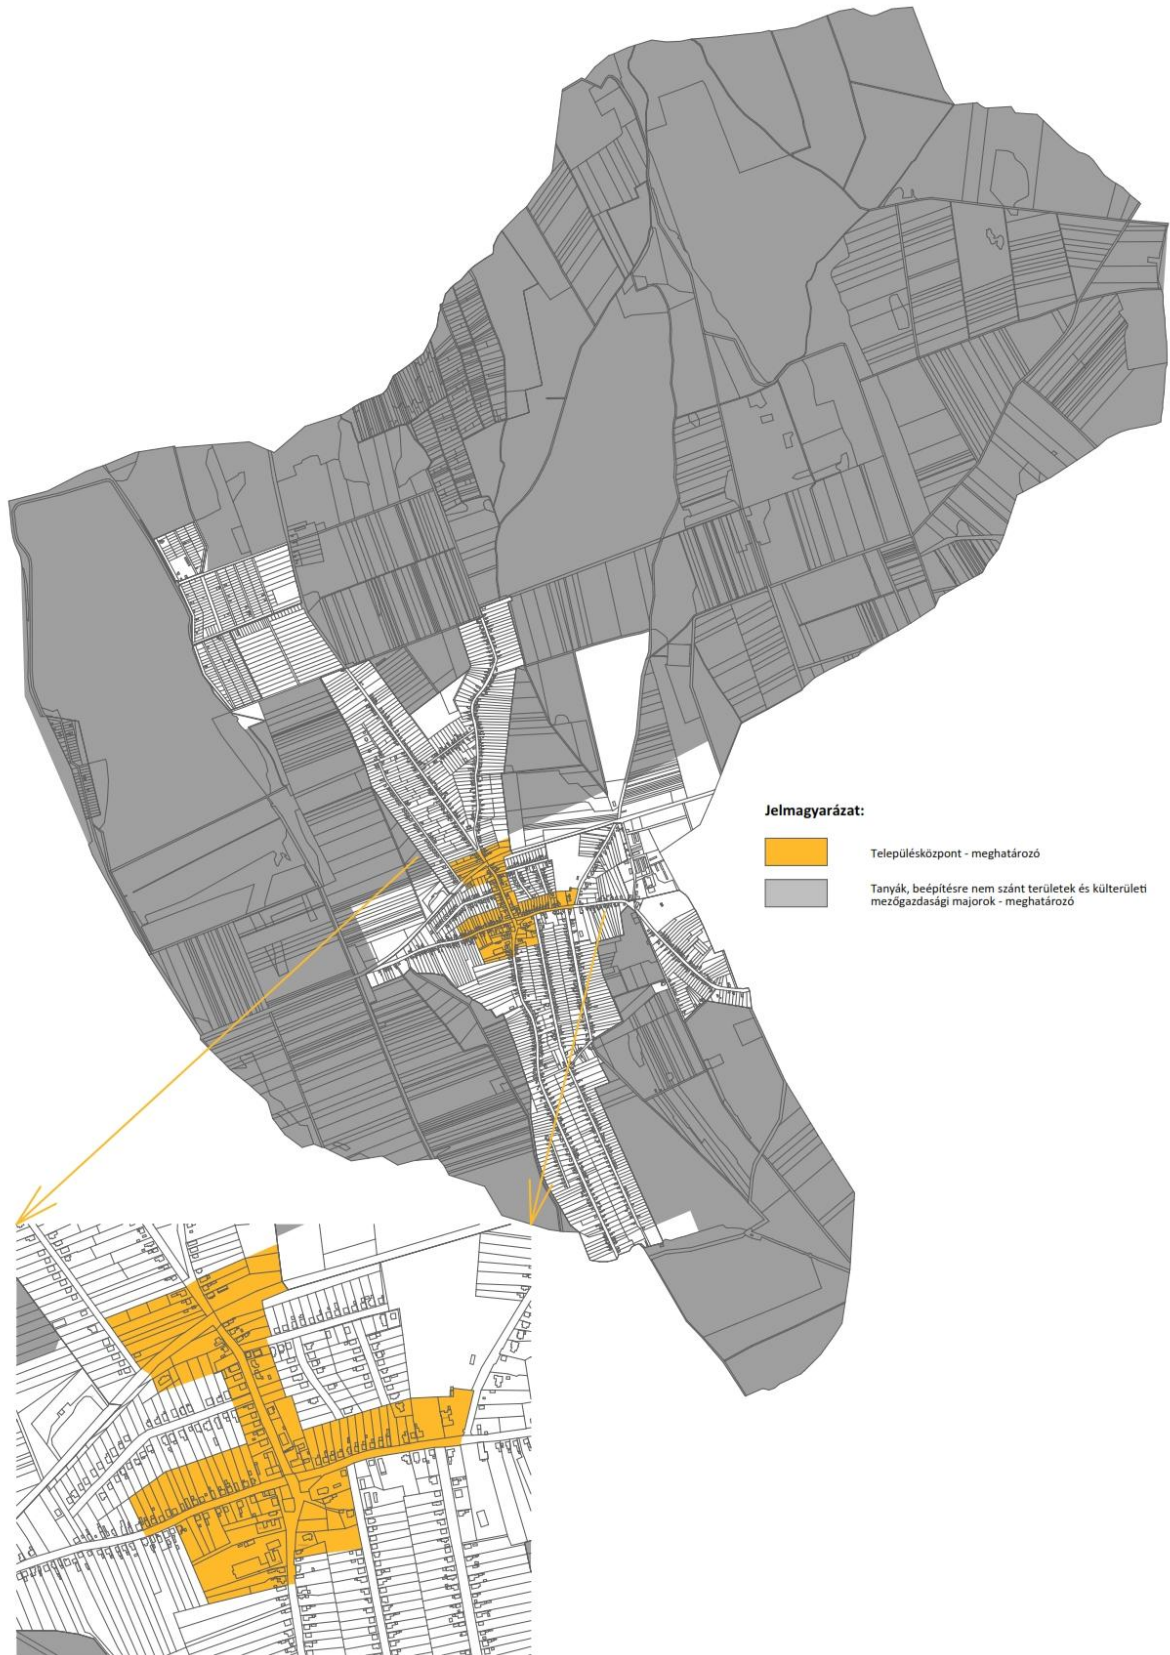 Jelmagyarázat:
Településközpont - meghatározó
Tanyák, beépítésre nem szánt területek és külterületi
mezőgazdasági majorok - meghatározó